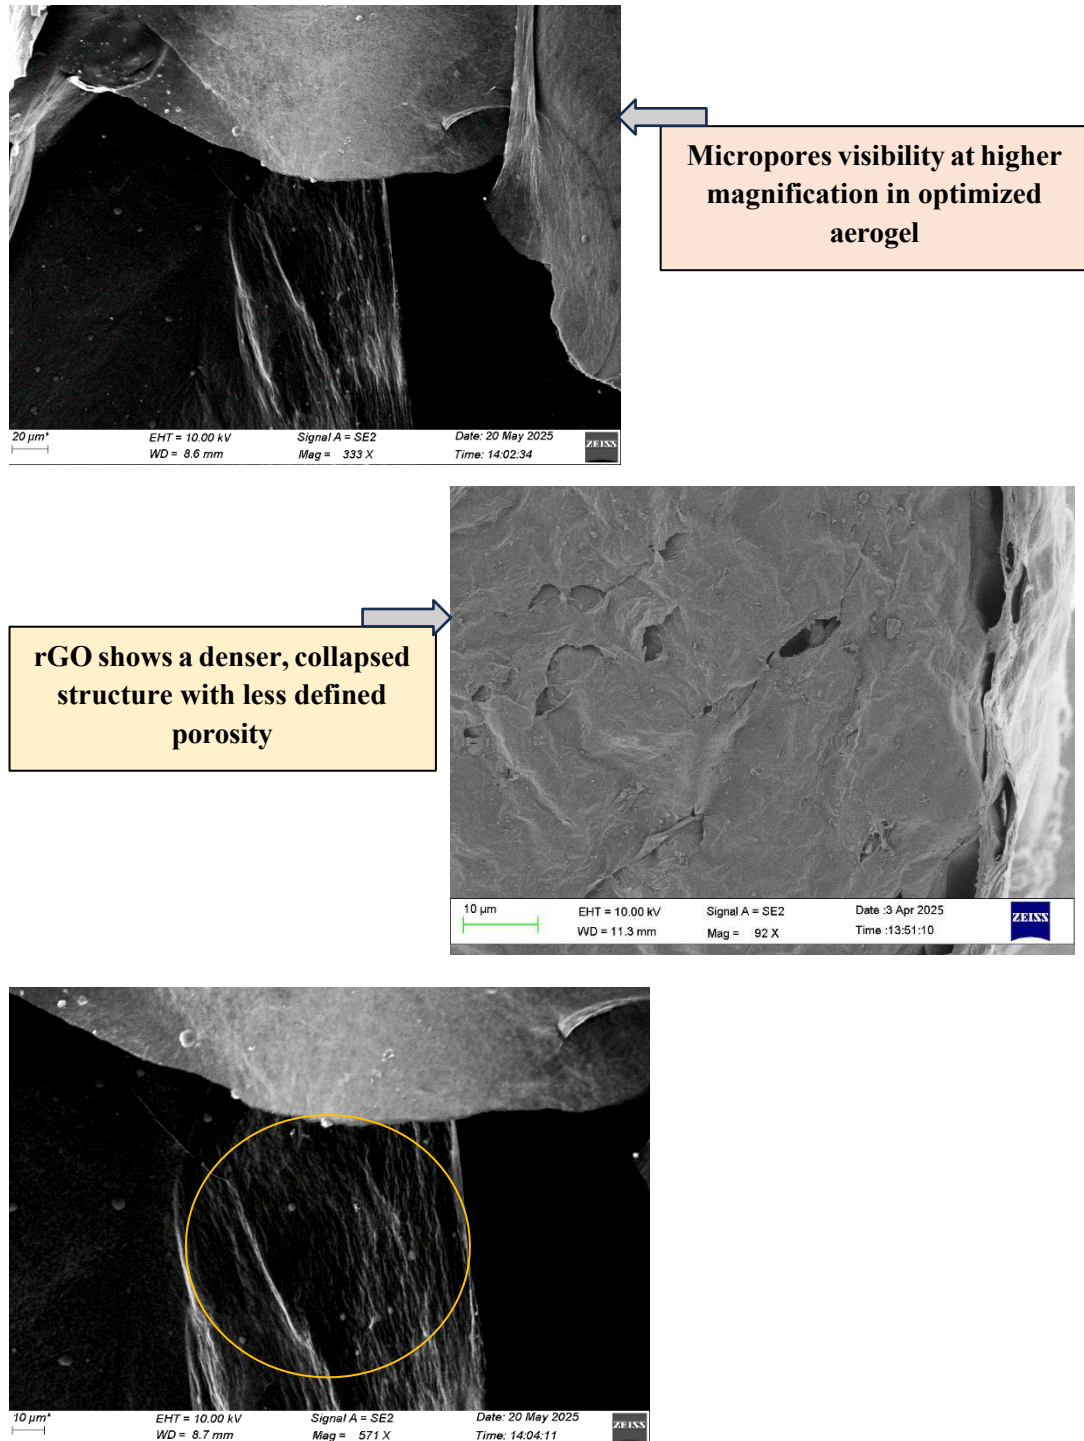 Micropores visibility at higher
magnification in optimized
aerogel
20 µm*
EHT = 10.00 kV
Signal A = SE2
Date: 20 May 2025
WD = 8.6 mm
Mag = 333 X
Time: 14:02:34
ZEISS
rGO shows a denser, collapsed
structure with less defined
porosity
10 µm
EHT = 10.00 kV
Signal A = SE2
Date :3 Apr 2025
WD = 11.3 mm
Mag = 92 X
Time :13:51:10
ZEISS
10 µm*
EHT = 10.00 kV
Signal A = SE2
Date: 20 May 2025
WD = 8.7 mm
Mag = 571 X
Time: 14:04:11
ZEISS